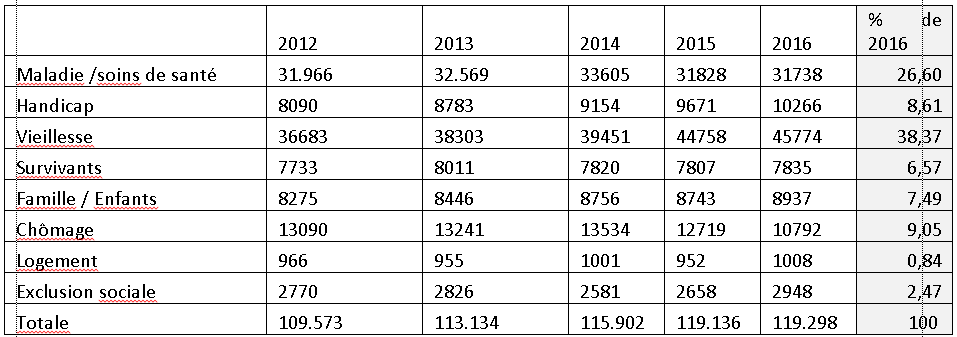 % de
2012 2013 2014 2015 2016 2016
Maladie /soins de santé 31.966 32.569 33605 31828 31738 26,60
Handicap 8090 8783 9154 9671 10266 8,61
Vieillesse 36683 38303 39451 44758 45774 38,37
Survivants 7733 8011 7820 7807 7835 6,57
Famille / Enfants 8275 8446 8756 8743 8937 7,49
Chômage 13090 13241 13534 12719 10792 9,05
Logement 966 955 1001 952 1008 0,84
Exclusion sociale 2770 2826 2581 2658 2948 2,47
Totale 109.573 113.134 115.902 119.136 119.298 100